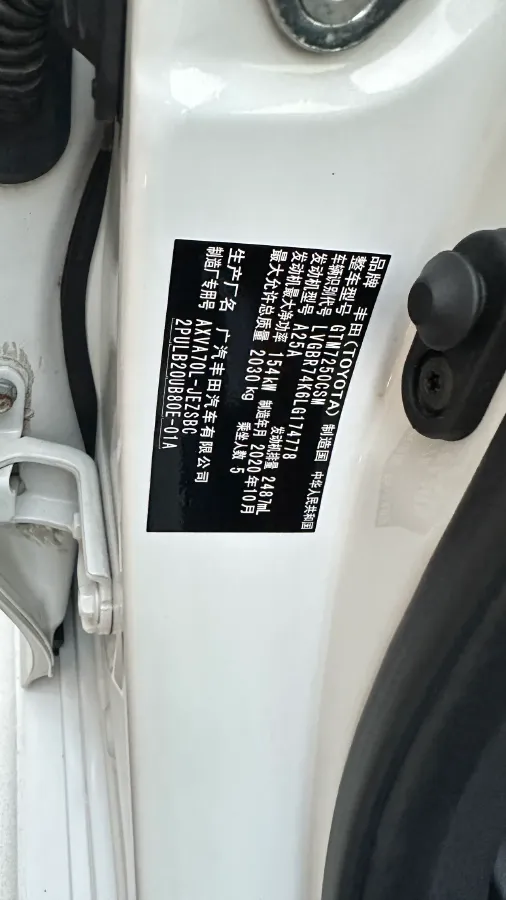 品牌 丰田(TOYOTA) 制造国 中华人民共和国
整车型号 GTM7250CGSM
车辆识别代号 LVGBR74K6LG174778
发动机型号 A25A 发动机排量 2487mL
发动机最大净功率 154kW 制造年月 2020年10月
最大允许总质量 2030kg 乘坐人数 5
生产厂名 广汽丰田汽车有限公司
制造厂专用号 AXVA70L-JEZSBC
2PULB20UB80E-01A